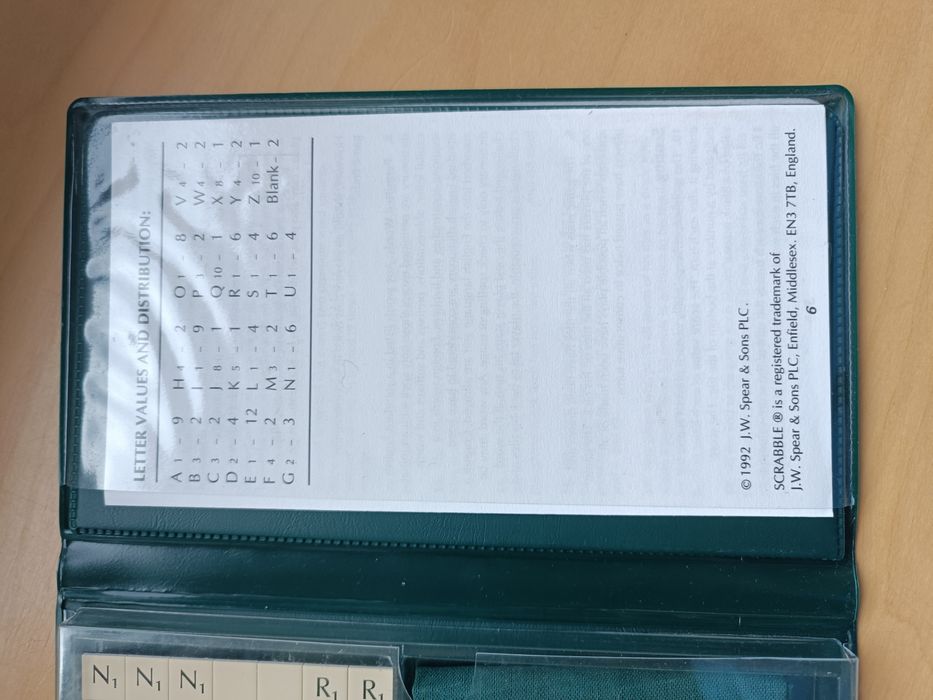 LETTER VALUES AND DISTRIBUTION:
A 1 – 9 H 4 – 2 O 1 – 8 V 4 – 2
B 3 – 2 I 1 – 9 P 3 – 2 W 4 – 2
C 3 – 2 J 8 – 1 Q 10 – 1 X 8 – 1
D 2 – 4 K 5 – 1 R 1 – 6 Y 4 – 2
E 1 – 12 L 1 – 4 S 1 – 4 Z 10 – 1
F 4 – 2 M 3 – 2 T 1 – 6 Blank – 2
G 2 – 3 N 1 – 6 U 1 – 4
© 1992 J.W. Spear & Sons PLC.
SCRABBLE ® is a registered trademark of
J.W. Spear & Sons PLC, Enfield, Middlesex. EN3 7TB, England.
6
N1 N1 N1 R1 R1